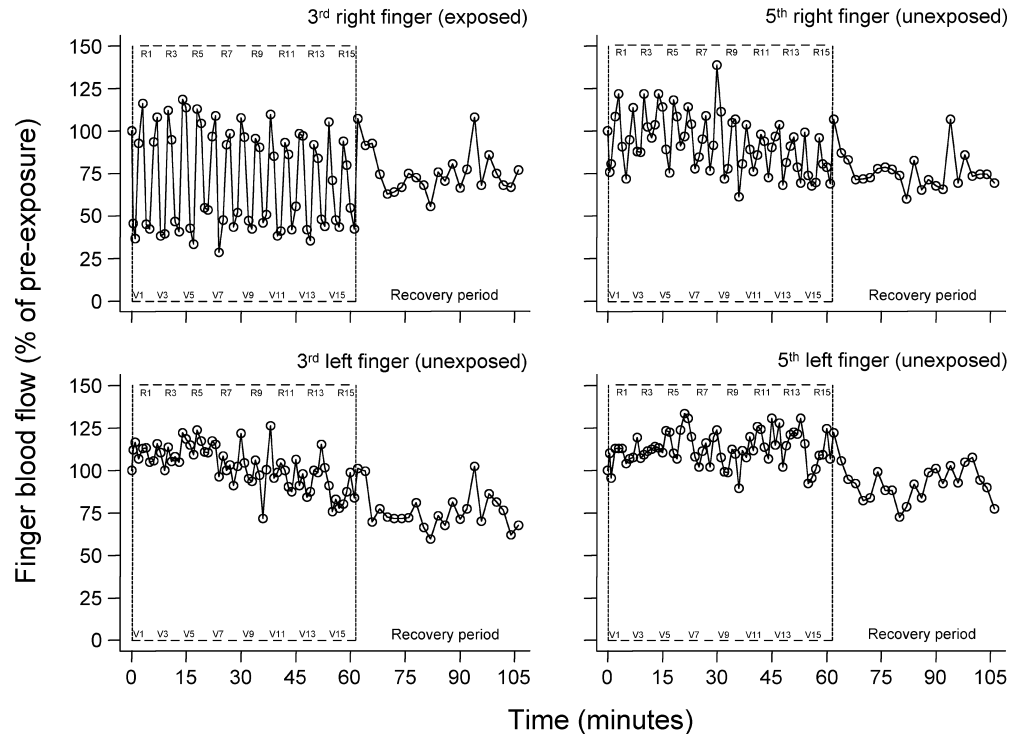 3rd right finger (exposed)
5th right finger (unexposed)
150
125
100
75
50
25
0
R1 R3 R5 R7 R9 R11 R13 R15
V1 V3 V5 V7 V9 V11 V13 V15
Recovery period
R1 R3 R5 R7 R9 R11 R13 R15
V1 V3 V5 V7 V9 V11 V13 V15
Recovery period
3rd left finger (unexposed)
5th left finger (unexposed)
150
125
100
75
50
25
0
R1 R3 R5 R7 R9 R11 R13 R15
V1 V3 V5 V7 V9 V11 V13 V15
Recovery period
R1 R3 R5 R7 R9 R11 R13 R15
V1 V3 V5 V7 V9 V11 V13 V15
Recovery period
0 15 30 45 60 75 90 105
0 15 30 45 60 75 90 105
Finger blood flow (% of pre-exposure)
Time (minutes)